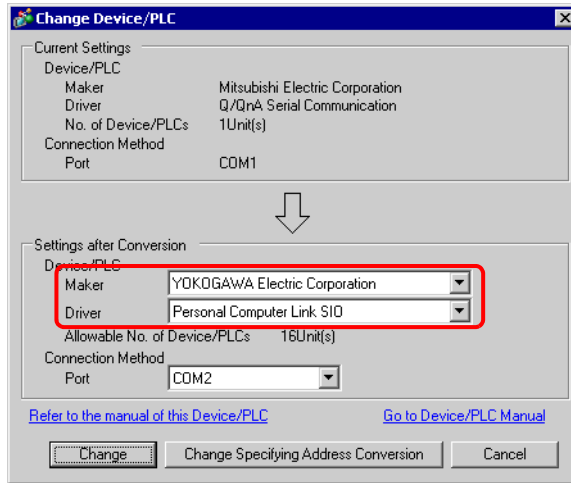 Change Device/PLC
Current Settings
Device/PLC
Maker Mitsubishi Electric Corporation
Driver Q/QnA Serial Communication
No. of Device/PLCs 1Unit(s)
Connection Method
Port COM1
Settings after Conversion
Device/PLC
Maker YOKOGAWA Electric Corporation
Driver Personal Computer Link SIO
Allowable No. of Device/PLCs 16Unit(s)
Connection Method
Port COM2
Refer to the manual of this Device/PLC Go to Device/PLC Manual
Change Change Specifying Address Conversion Cancel